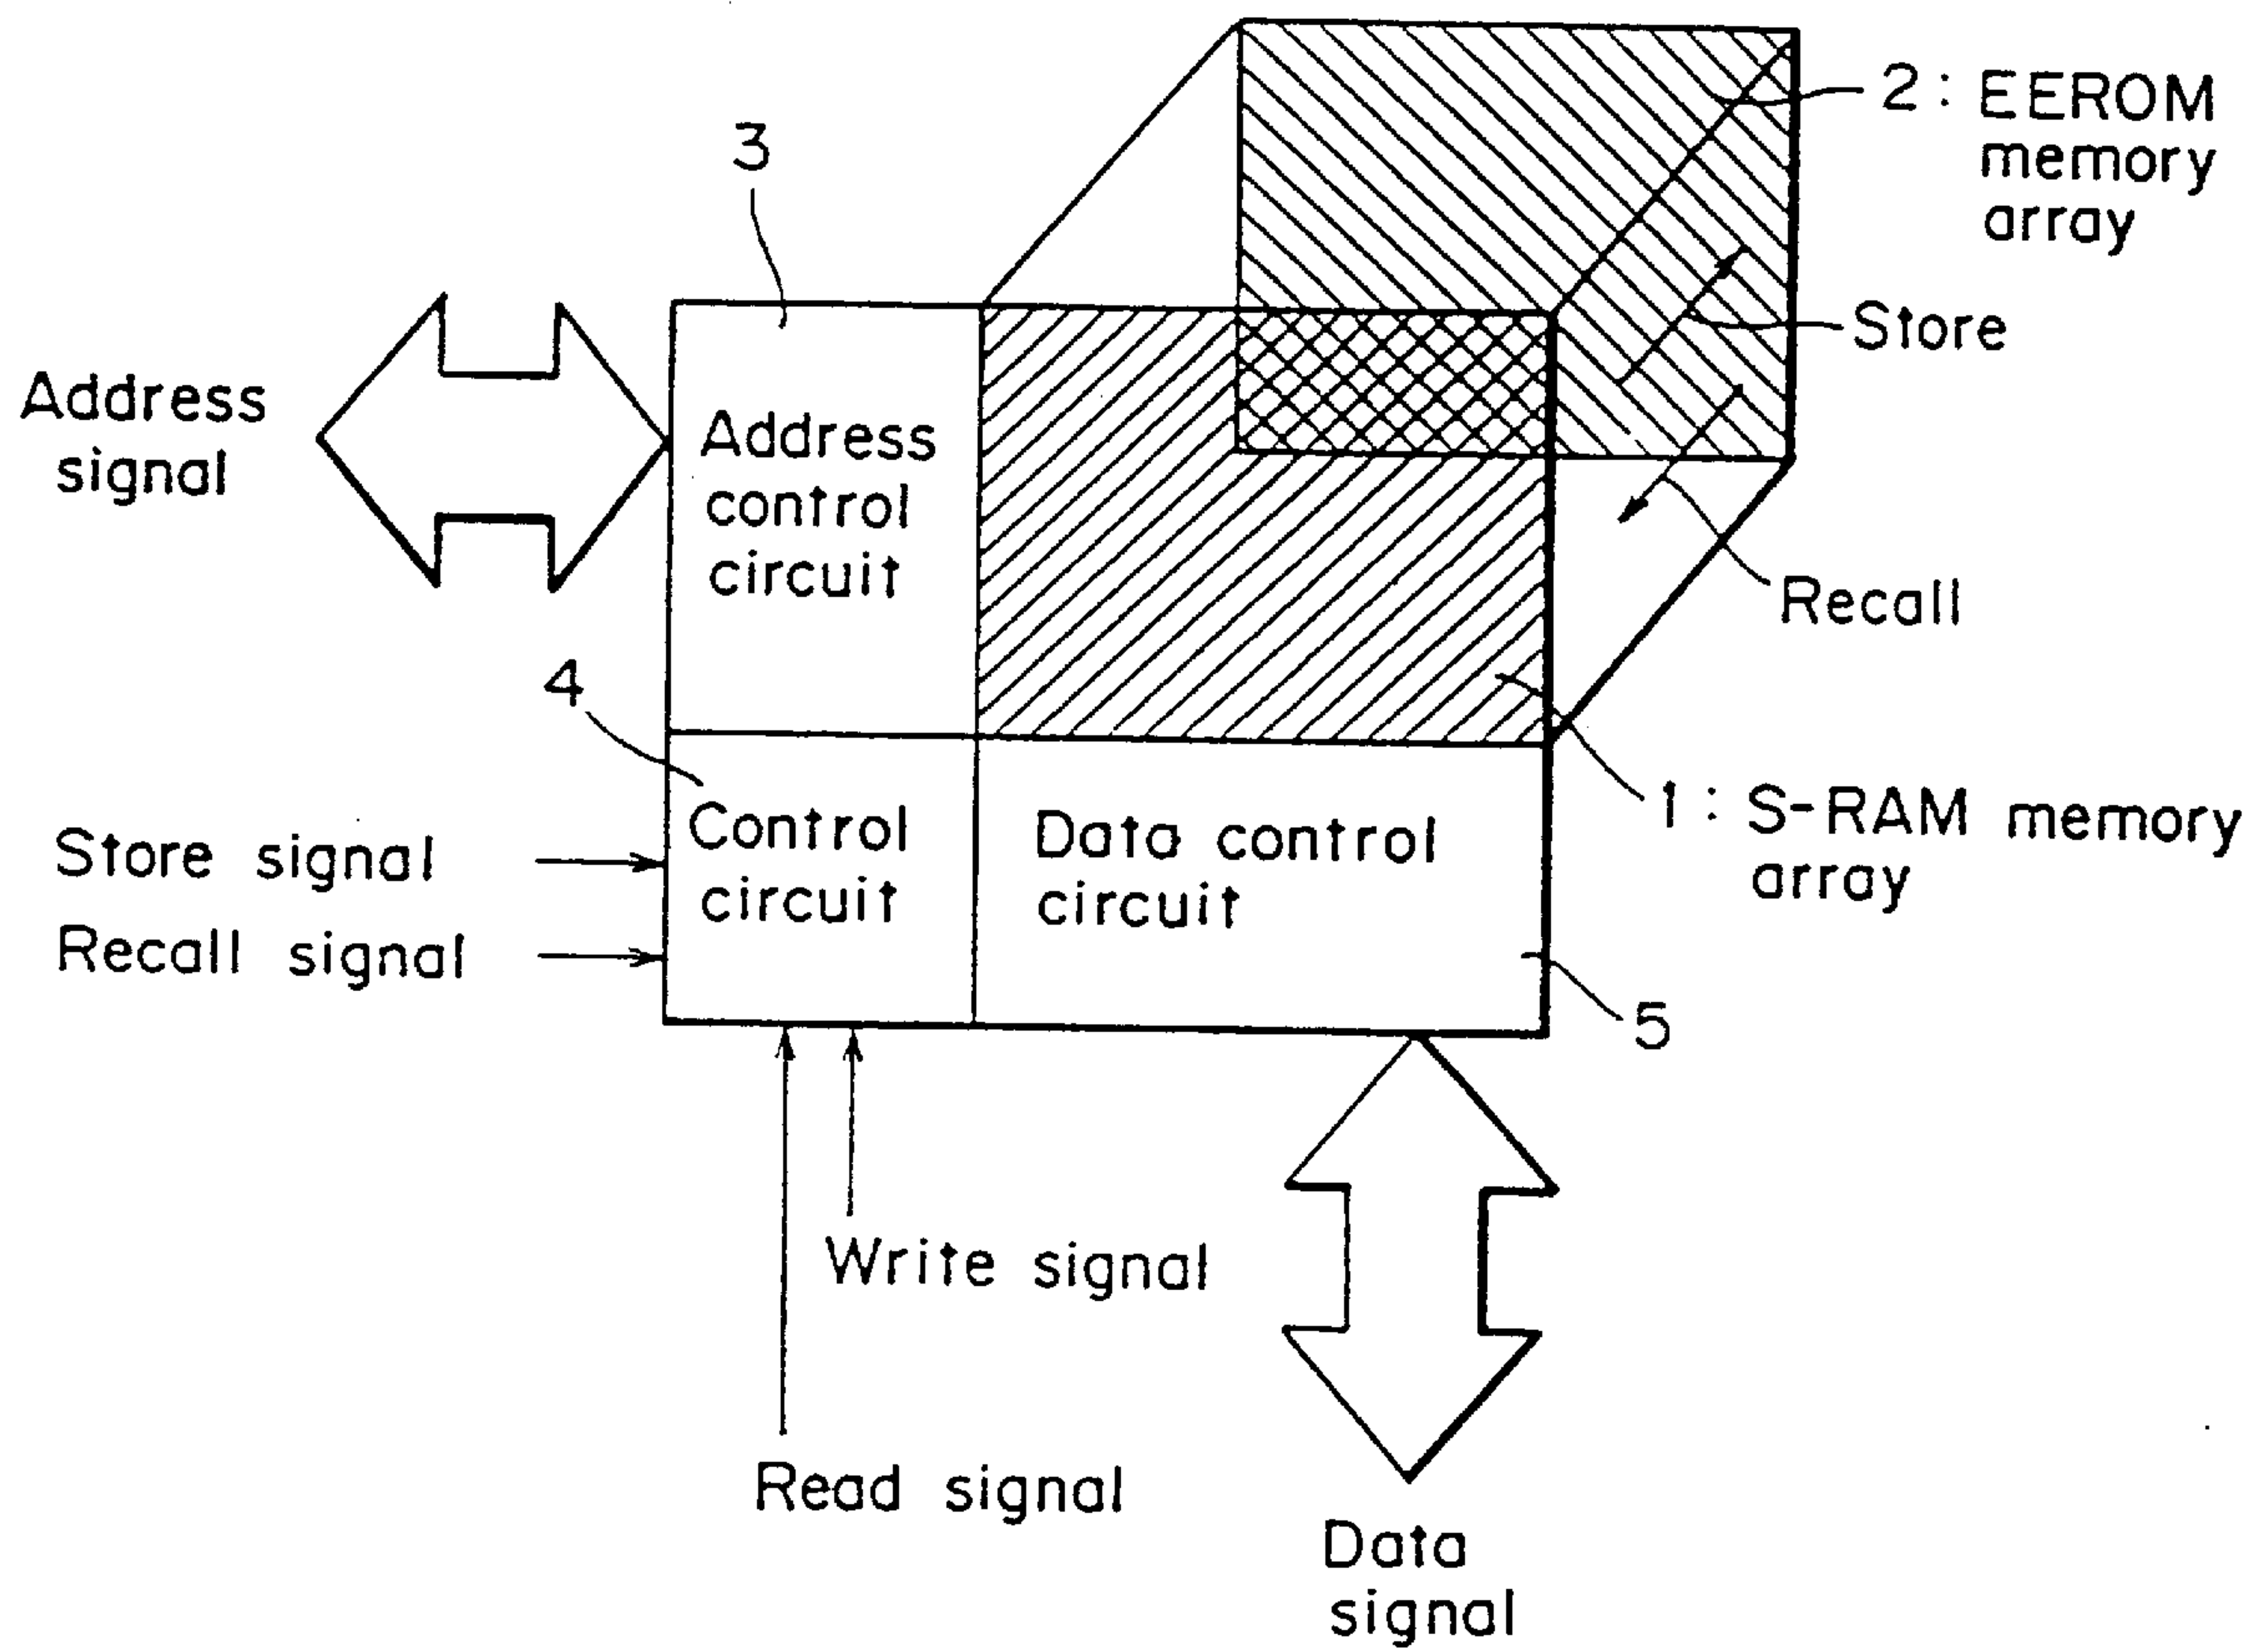 2: EEROM
memory
array
3
Store
Address
signal
Address
control
circuit
Recall
4
1: S-RAM memory
array
Control
circuit
Data control
circuit
Store signal
Recall signal
5
Write signal
Read signal
Data
signal